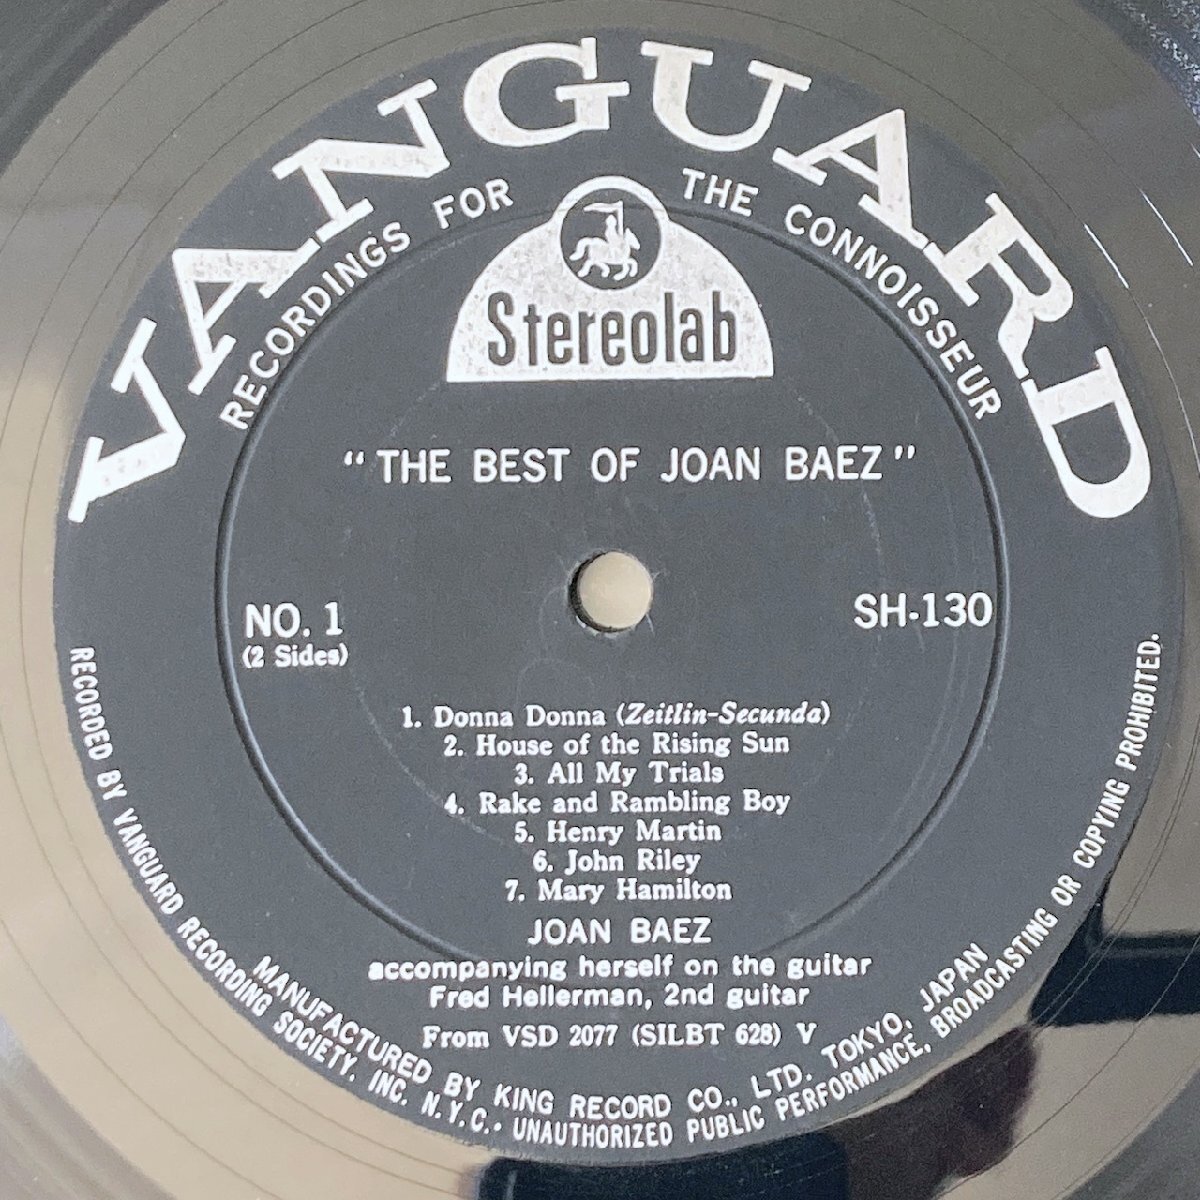 VANGUARD
RECORDINGS FOR THE CONNOISSEUR
Stereolab
"THE BEST OF JOAN BAEZ"
NO. 1
(2 Sides)
SH-130
1. Donna Donna (Zeitlin-Secunda)
2. House of the Rising Sun
3. All My Trials
4. Rake and Rambling Boy
5. Henry Martin
6. John Riley
7. Mary Hamilton
JOAN BAEZ
accompanying herself on the guitar
Fred Hellerman, 2nd guitar
From VSD 2077 (SILBT 628) V
MANUFACTURED BY KING RECORD CO., LTD. TOKYO, JAPAN
RECORDED BY VANGUARD RECORDING SOCIETY, INC. N.Y.C. • UNAUTHORIZED PUBLIC PERFORMANCE, BROADCASTING OR COPYING PROHIBITED.